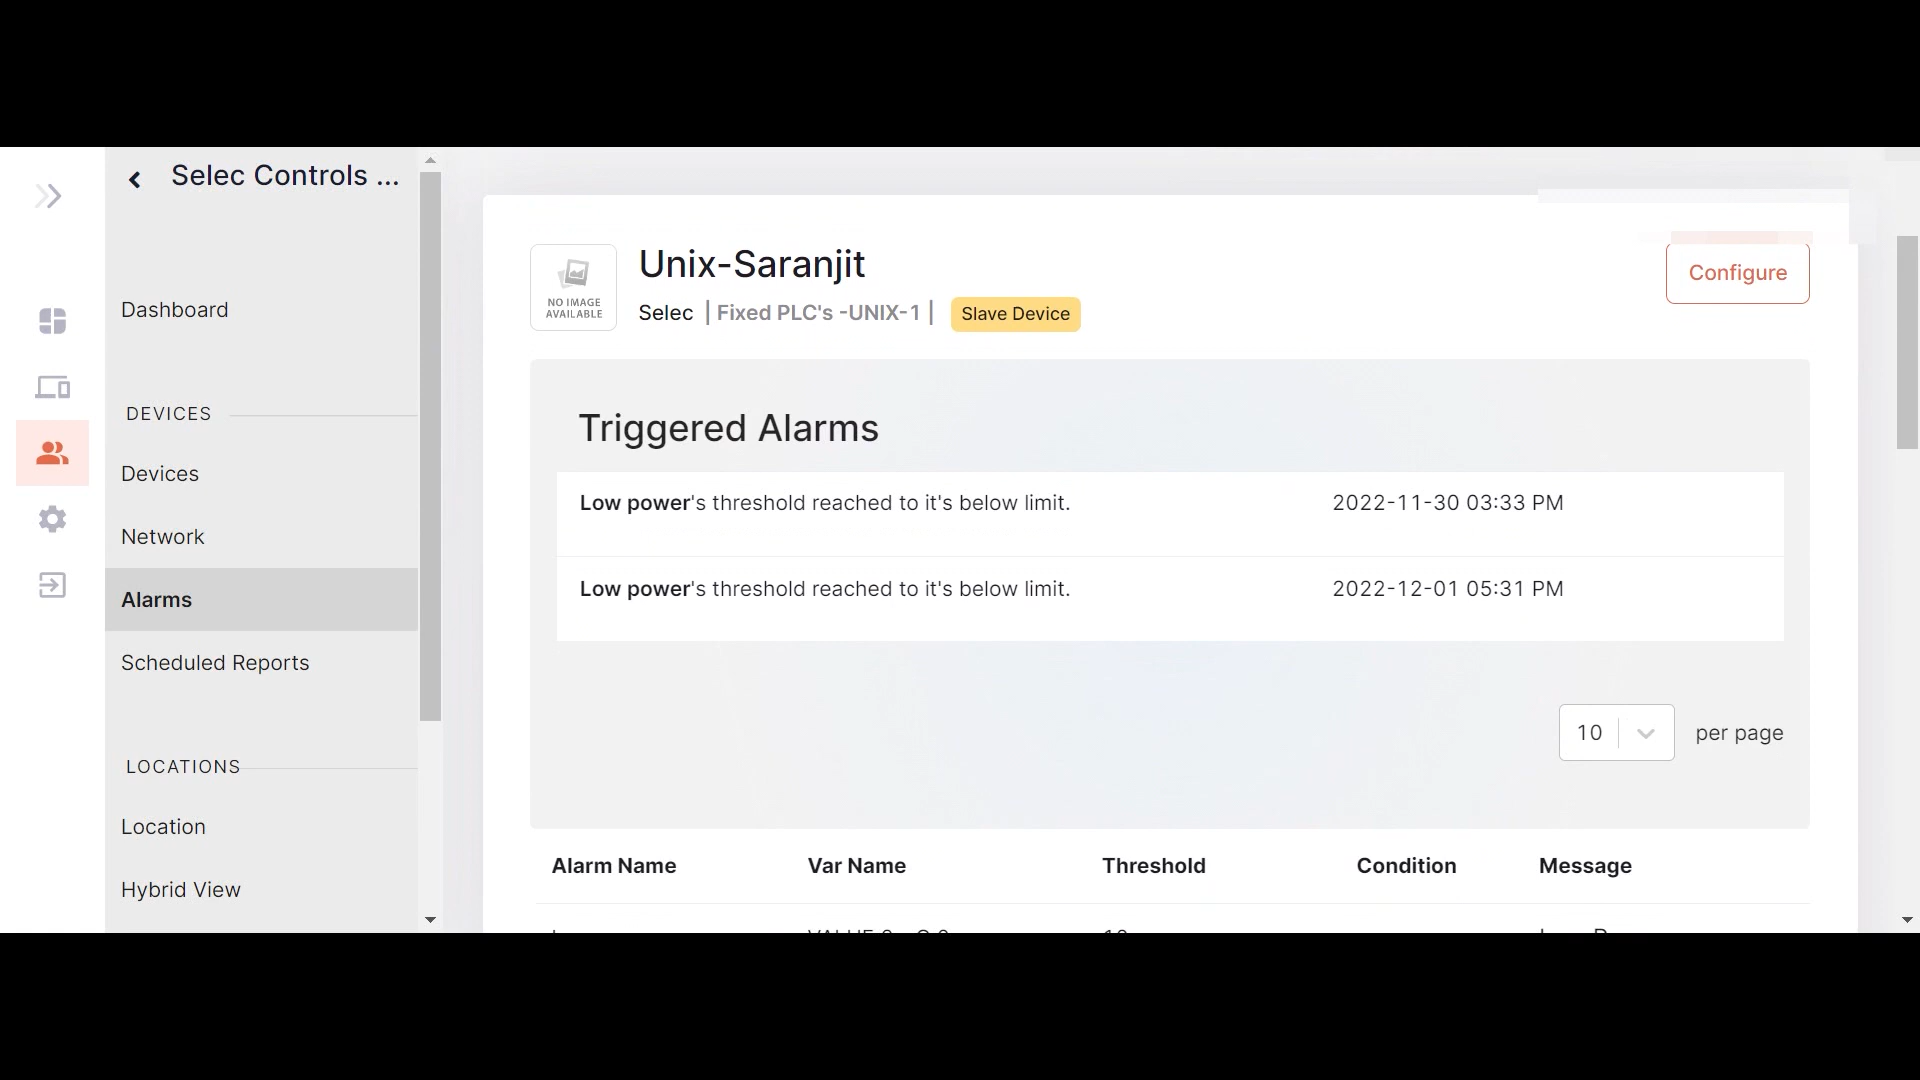 Selec Controls ...
Dashboard
DEVICES
Devices
Network
Alarms
Scheduled Reports
LOCATIONS
Location
Hybrid View
NO IMAGE
AVAILABLE
Unix-Saranjit
Selec | Fixed PLC's -UNIX-1 | Slave Device
Configure
Triggered Alarms
Low power's threshold reached to it's below limit. 2022-11-30 03:33 PM
Low power's threshold reached to it's below limit. 2022-12-01 05:31 PM
10 per page
Alarm Name Var Name Threshold Condition Message